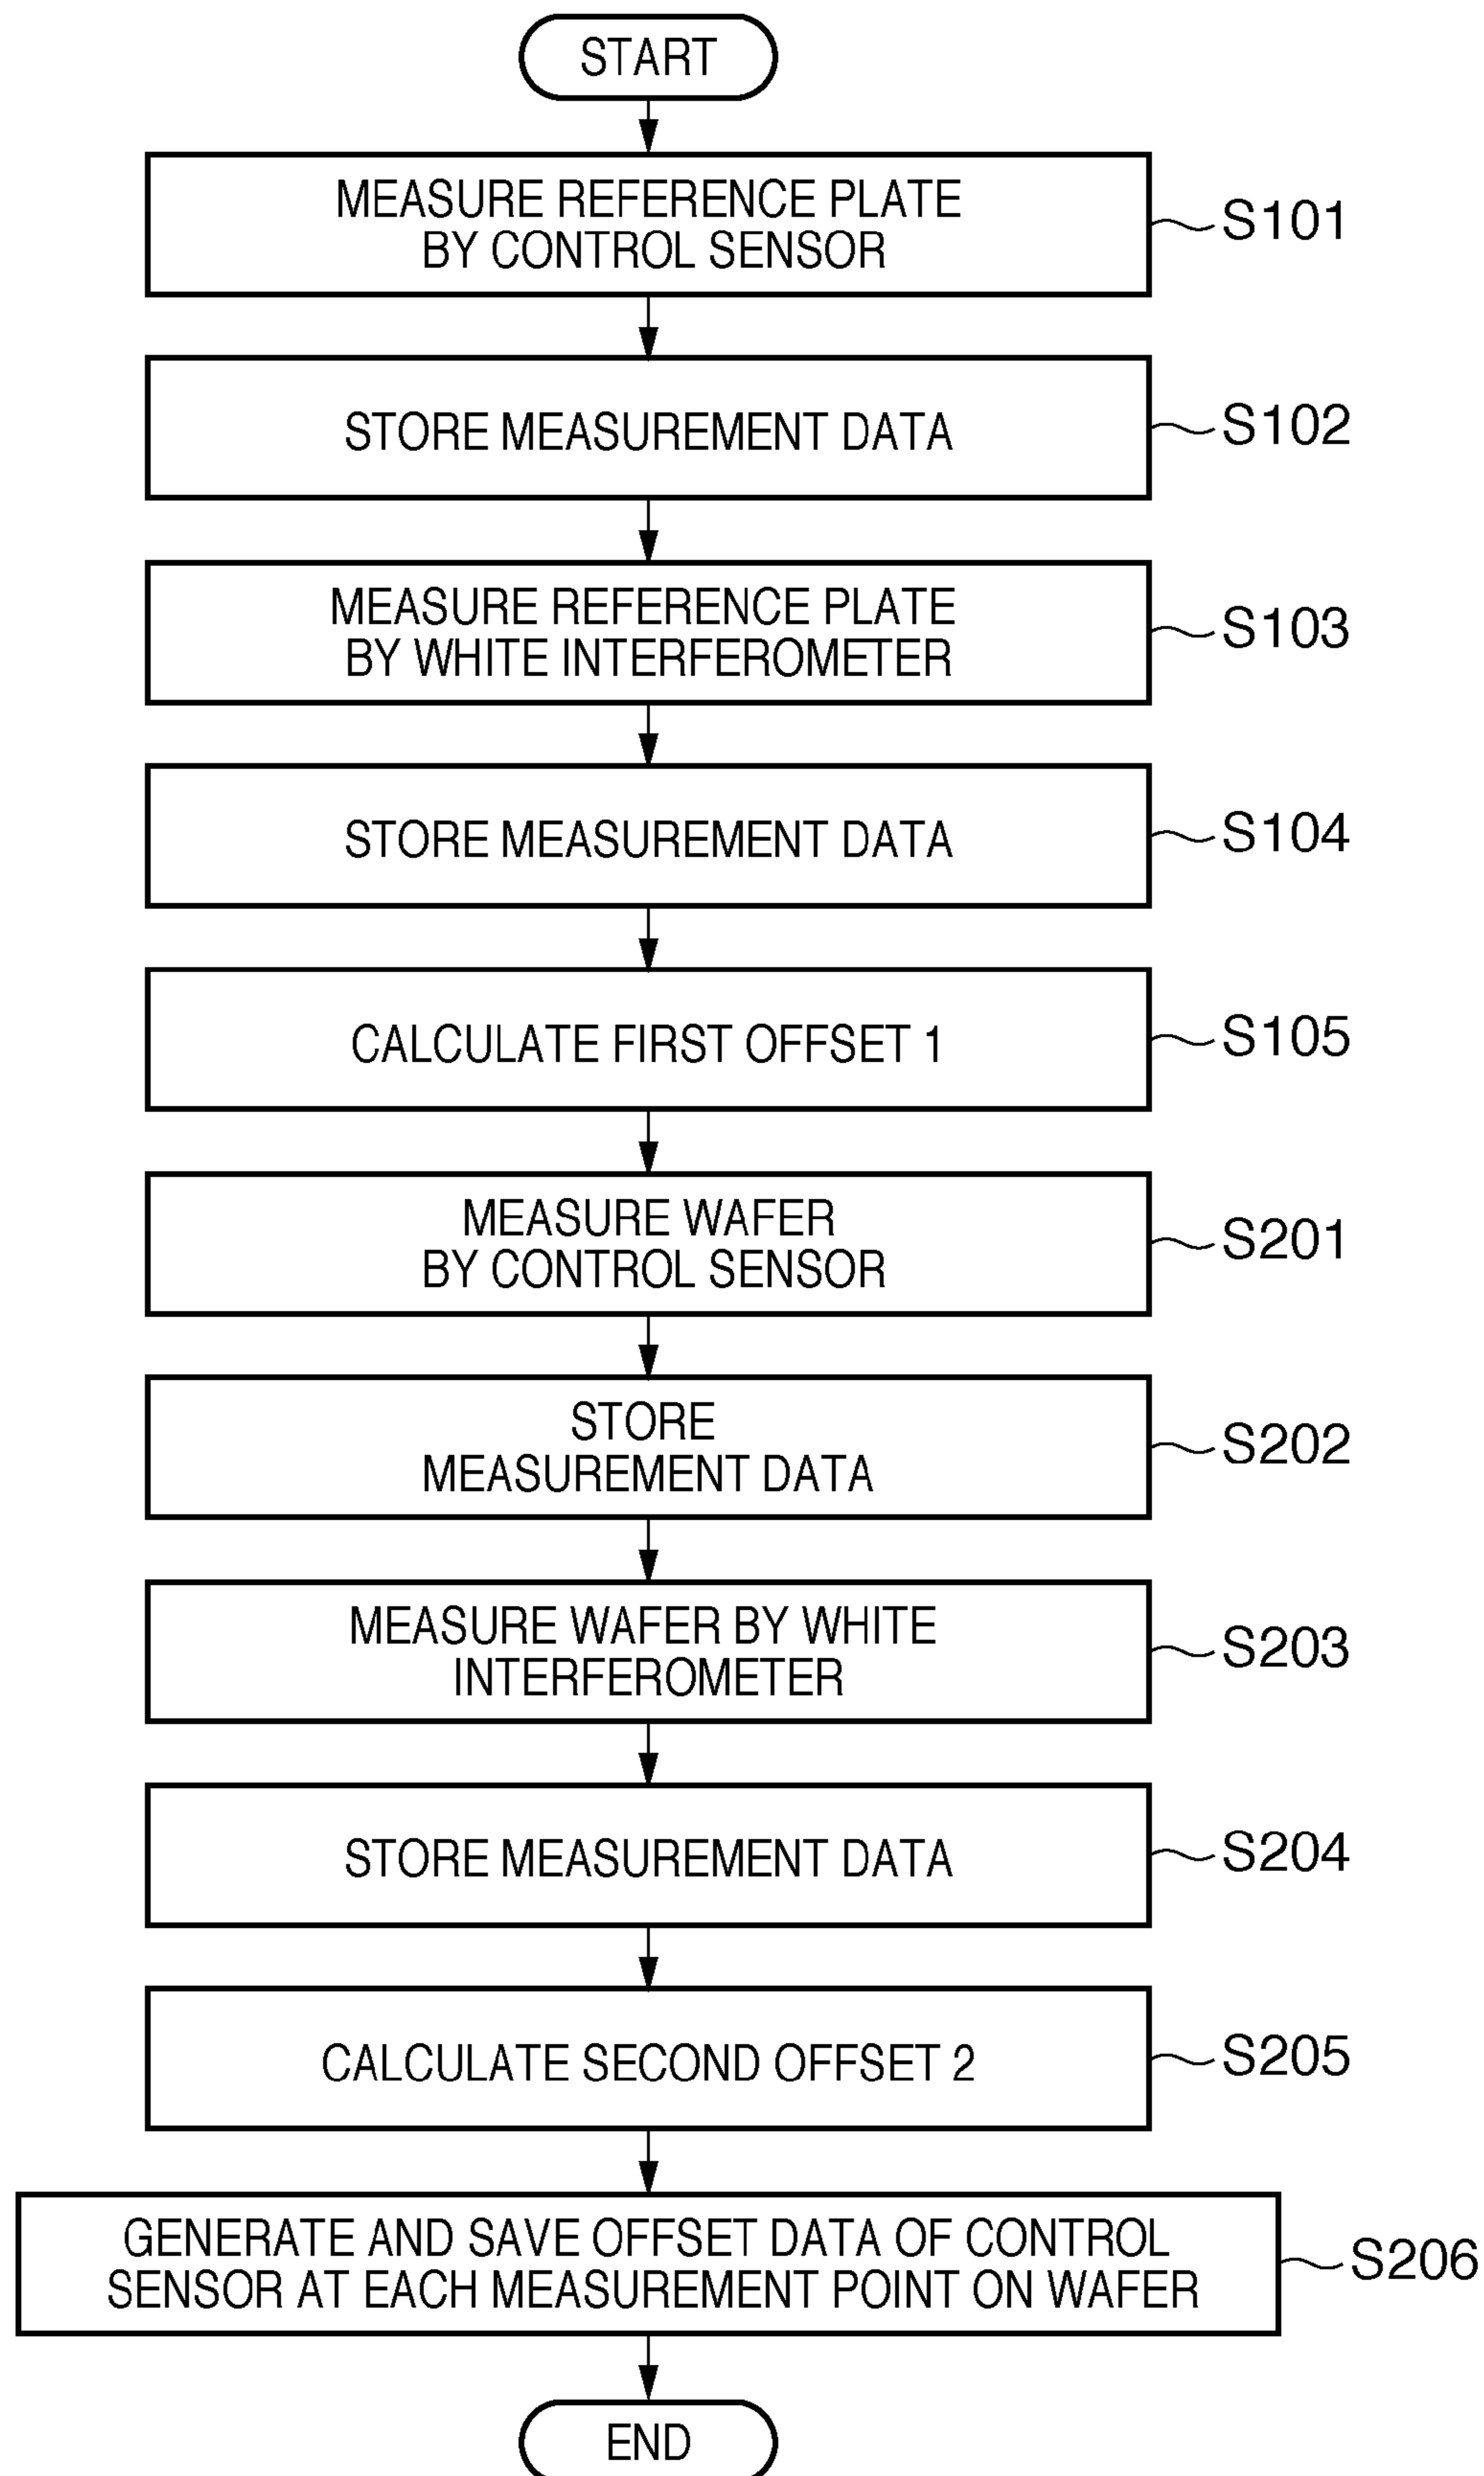 START
MEASURE REFERENCE PLATE
BY CONTROL SENSOR
S101
STORE MEASUREMENT DATA
S102
MEASURE REFERENCE PLATE
BY WHITE INTERFEROMETER
S103
STORE MEASUREMENT DATA
S104
CALCULATE FIRST OFFSET 1
S105
MEASURE WAFER
BY CONTROL SENSOR
S201
STORE
MEASUREMENT DATA
S202
MEASURE WAFER BY WHITE
INTERFEROMETER
S203
STORE MEASUREMENT DATA
S204
CALCULATE SECOND OFFSET 2
S205
GENERATE AND SAVE OFFSET DATA OF CONTROL
SENSOR AT EACH MEASUREMENT POINT ON WAFER
S206
END